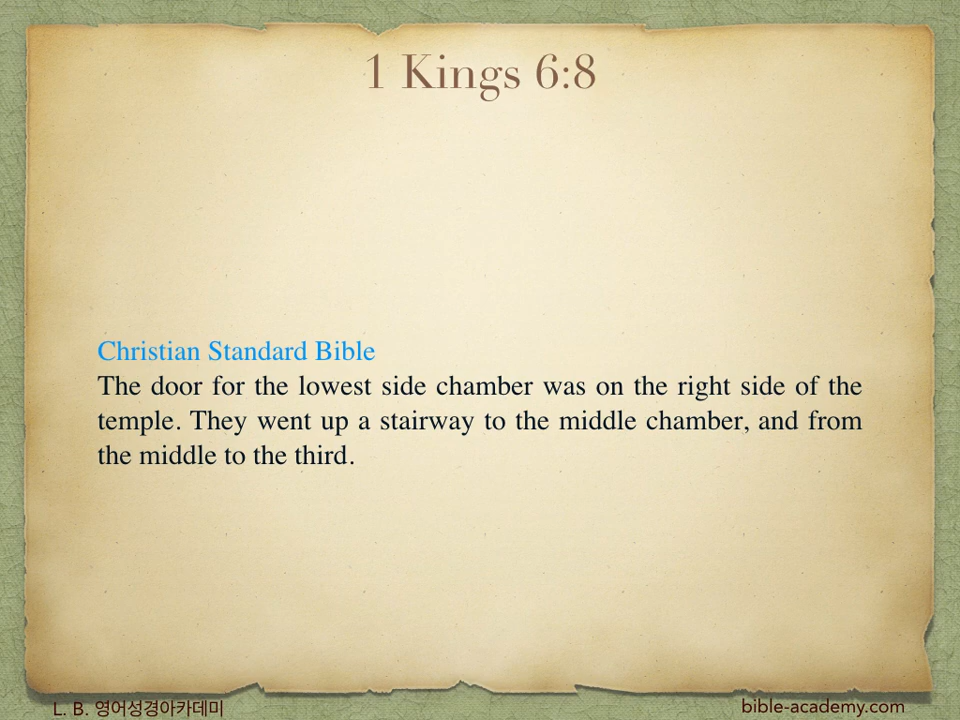 1 Kings 6:8
Christian Standard Bible
The door for the lowest side chamber was on the right side of the
temple. They went up a stairway to the middle chamber, and from
the middle to the third.
L. B. 영어성경아카데미
bible-academy.com